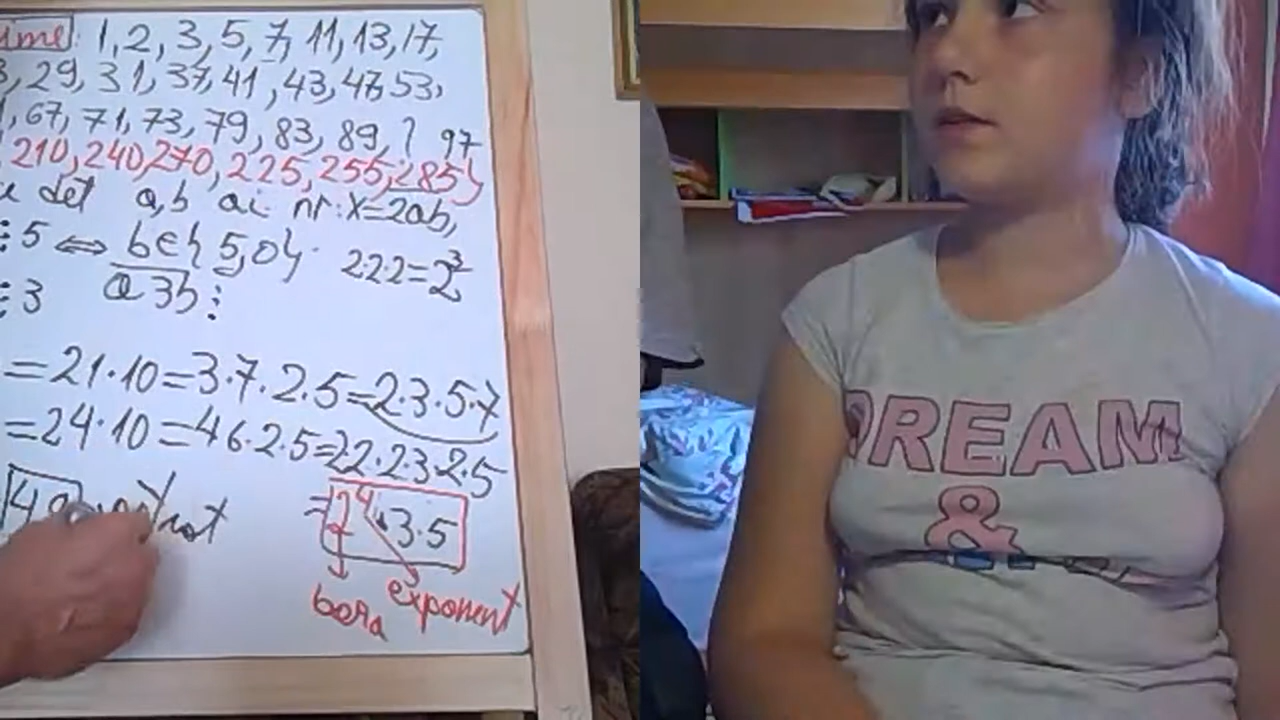 1, 2, 3, 5, 7, 11, 13, 17,
29, 31, 37, 41, 43, 47, 53,
67, 71, 73, 79, 83, 89, 97
210, 240, 270, 225, 255, 285}
det a,b ai nr: x=2ab,
⋮ 5 ⇔ b∈{5,0}. 2·2·2=2³
⋮ 3 a3b ⋮
=21·10=3·7·2·5=2·3·5·7
=24·10=4·6·2·5=2·2·2·3·2·5
=2⁴·3·5
baza exponent
DREAM
&